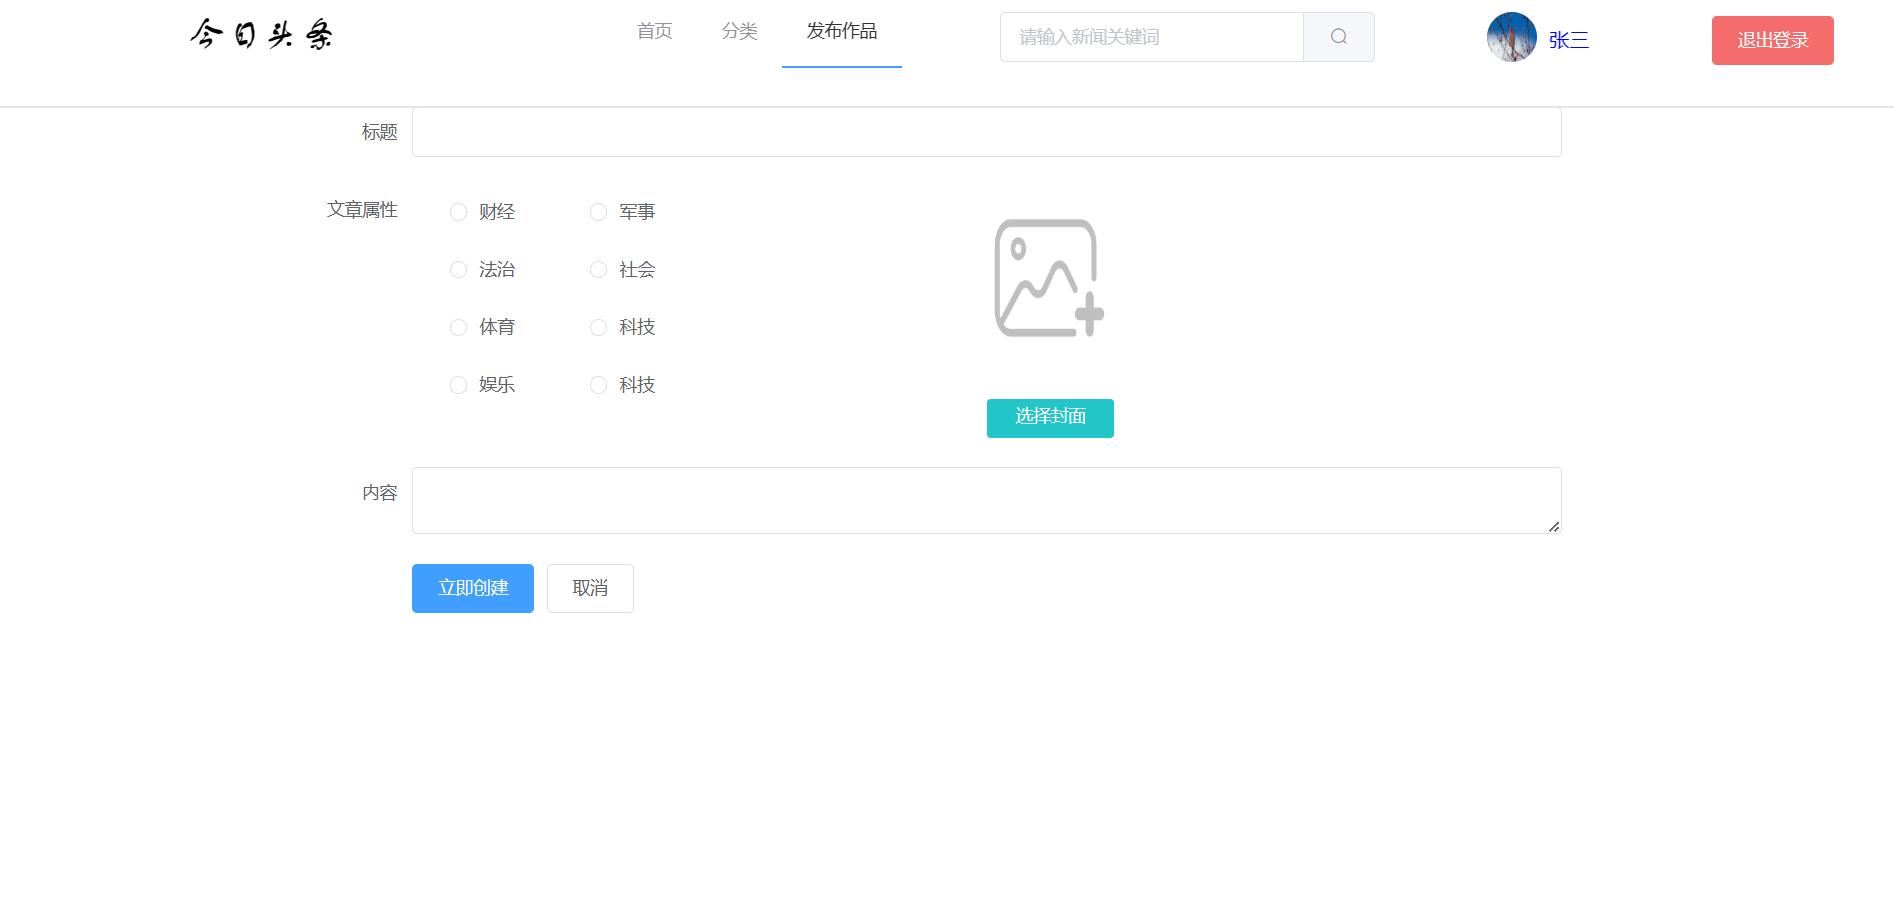 今日头条
首页 分类 发布作品 请输入新闻关键词 张三 退出登录
标题
文章属性 财经 军事
法治 社会
体育 科技
娱乐 科技
选择封面
内容
立即创建 取消